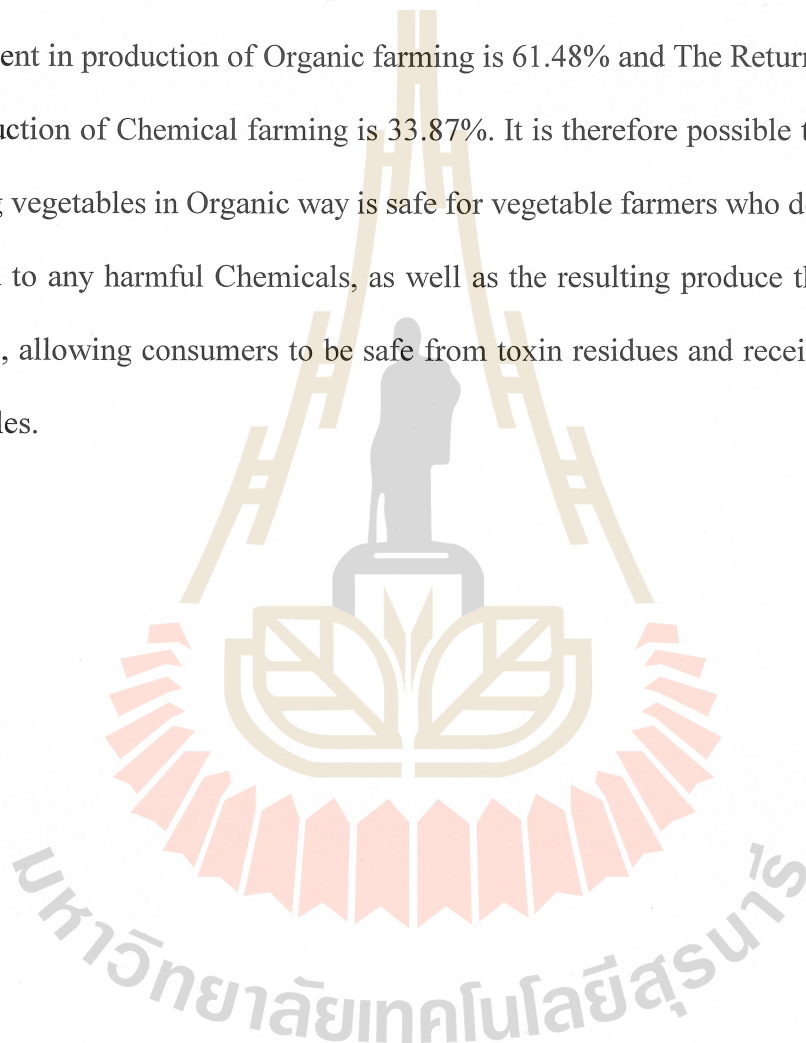 ent in production of Organic farming is 61.48% and The Return
uction of Chemical farming is 33.87%. It is therefore possible t
g vegetables in Organic way is safe for vegetable farmers who d
to any harmful Chemicals, as well as the resulting produce th
, allowing consumers to be safe from toxin residues and recei
les.
มหาวิทยาลัยเทคโนโลยีสุรนารี